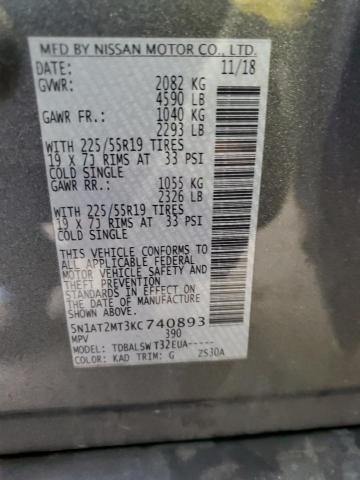 MFD BY NISSAN MOTOR CO., LTD.
DATE: 11/18
GVWR: 2082 KG
4590 LB
GAWR FR.: 1040 KG
2293 LB
WITH 225/55R19 TIRES
19 X 7J RIMS AT 33 PSI
COLD SINGLE
GAWR RR.: 1055 KG
2326 LB
WITH 225/55R19 TIRES
19 X 7J RIMS AT 33 PSI
COLD SINGLE
THIS VEHICLE CONFORMS TO
ALL APPLICABLE FEDERAL
MOTOR VEHICLE SAFETY AND
THEFT PREVENTION
STANDARDS IN EFFECT ON
THE DATE OF MANUFACTURE
SHOWN ABOVE.
5N1AT2MT3KC740893
MPV 390
MODEL: TDBALSWT32EUA-----
COLOR: KAD TRIM: G ZS30A